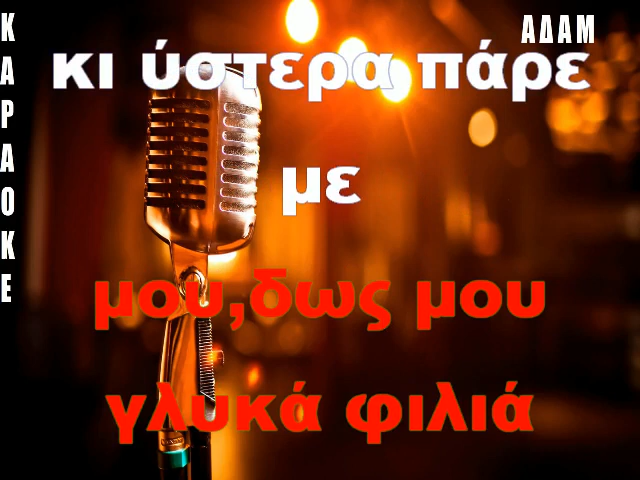 ΚΑΡΑΟΚΕ
ΑΔΑΜ
κι ύστερα πάρε
με
μου,δως μου
γλυκά φιλιά